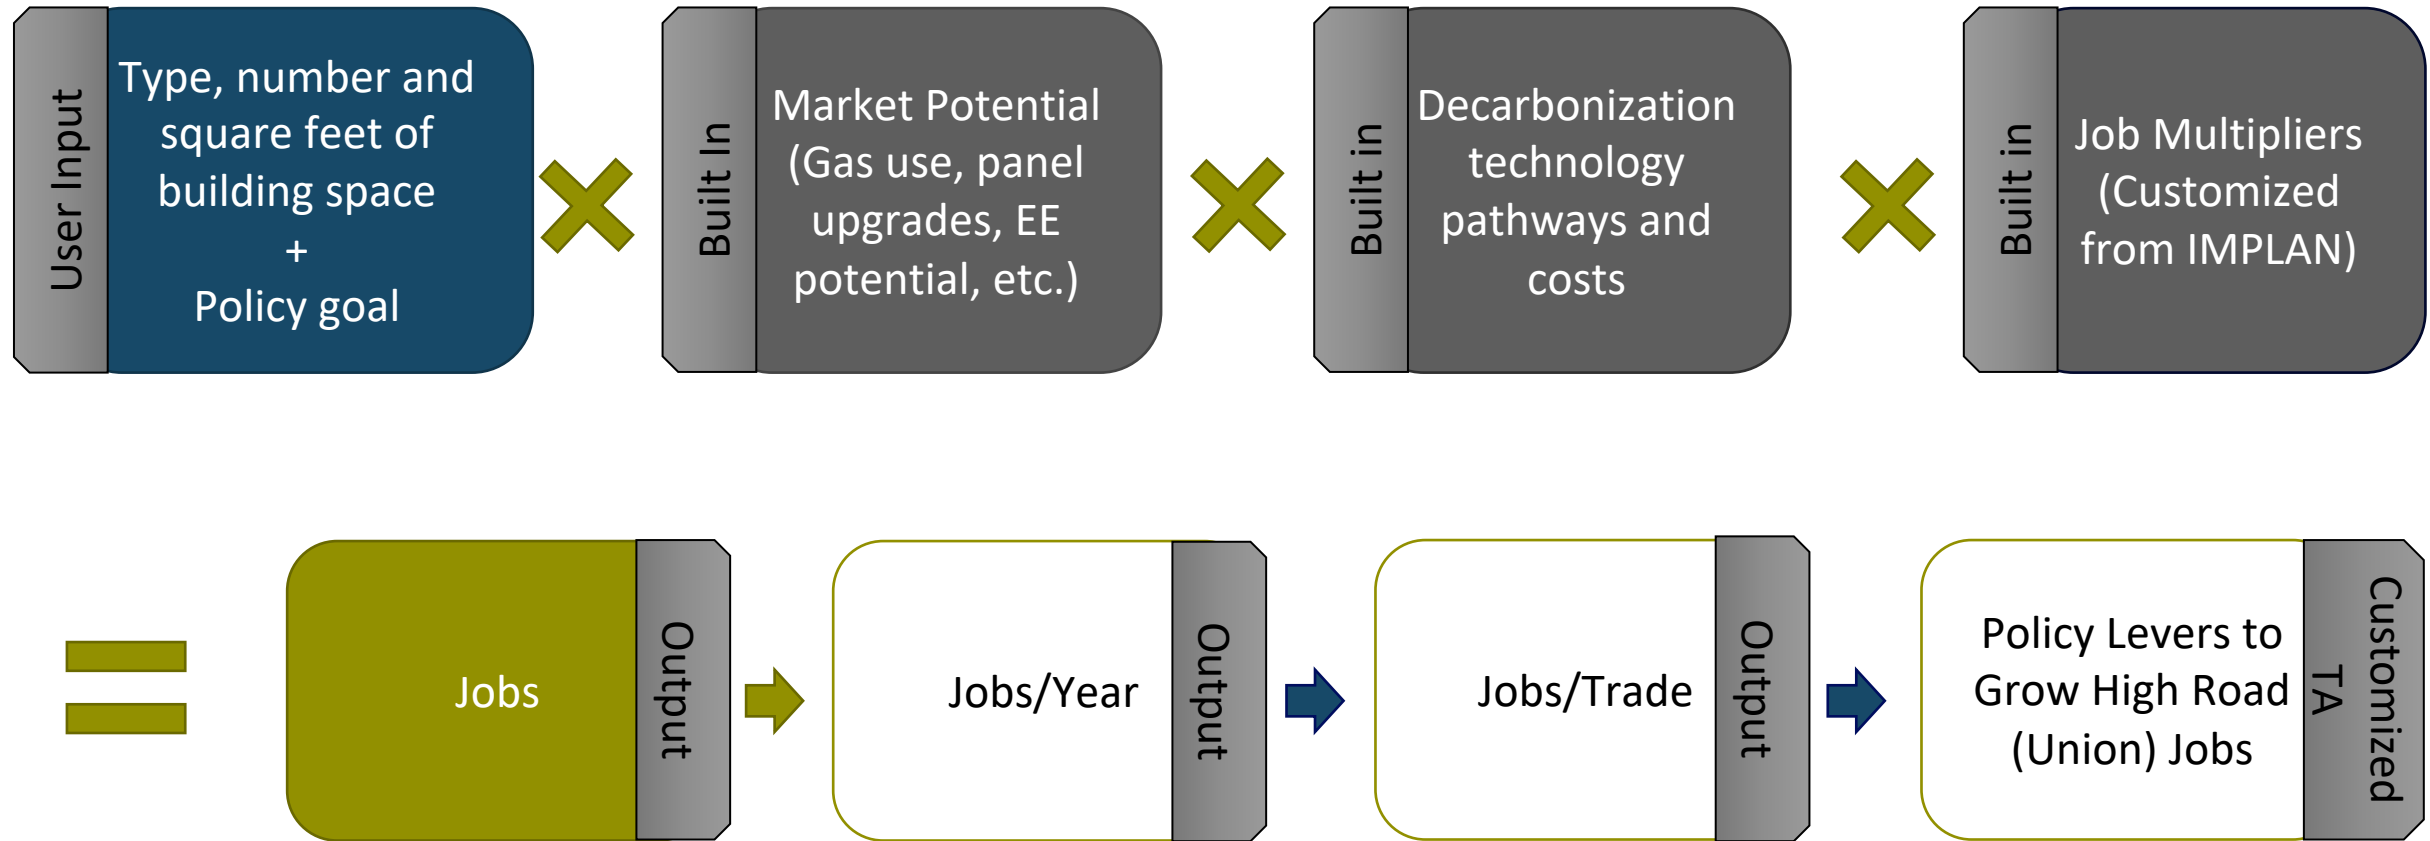 User Input
Type, number and
square feet of
building space
+
Policy goal
Built In
Market Potential
(Gas use, panel
upgrades, EE
potential, etc.)
Built in
Decarbonization
technology
pathways and
costs
Built in
Job Multipliers
(Customized
from IMPLAN)
Jobs
Output
Jobs/Year
Output
Jobs/Trade
Output
Policy Levers to
Grow High Road
(Union) Jobs
Customized
TA